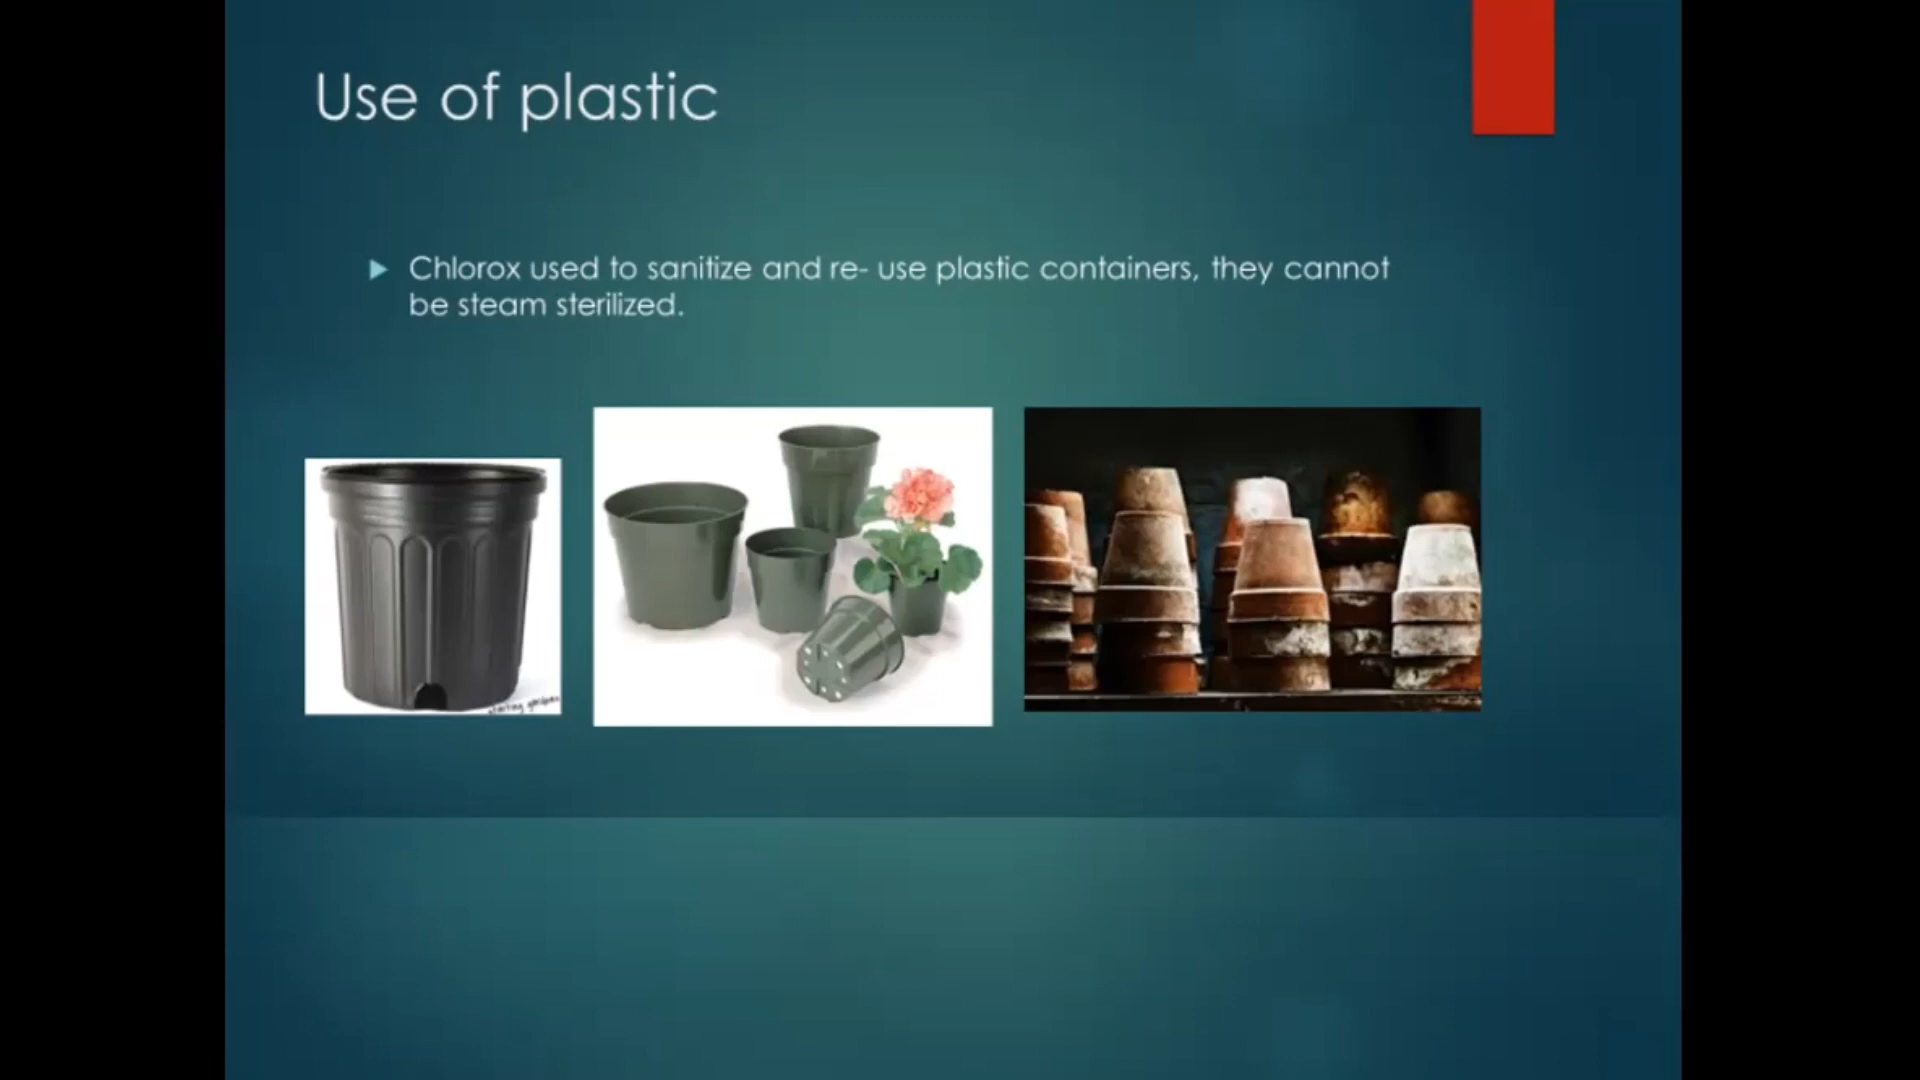 Use of plastic
Chlorox used to sanitize and re- use plastic containers, they cannot
be steam sterilized.